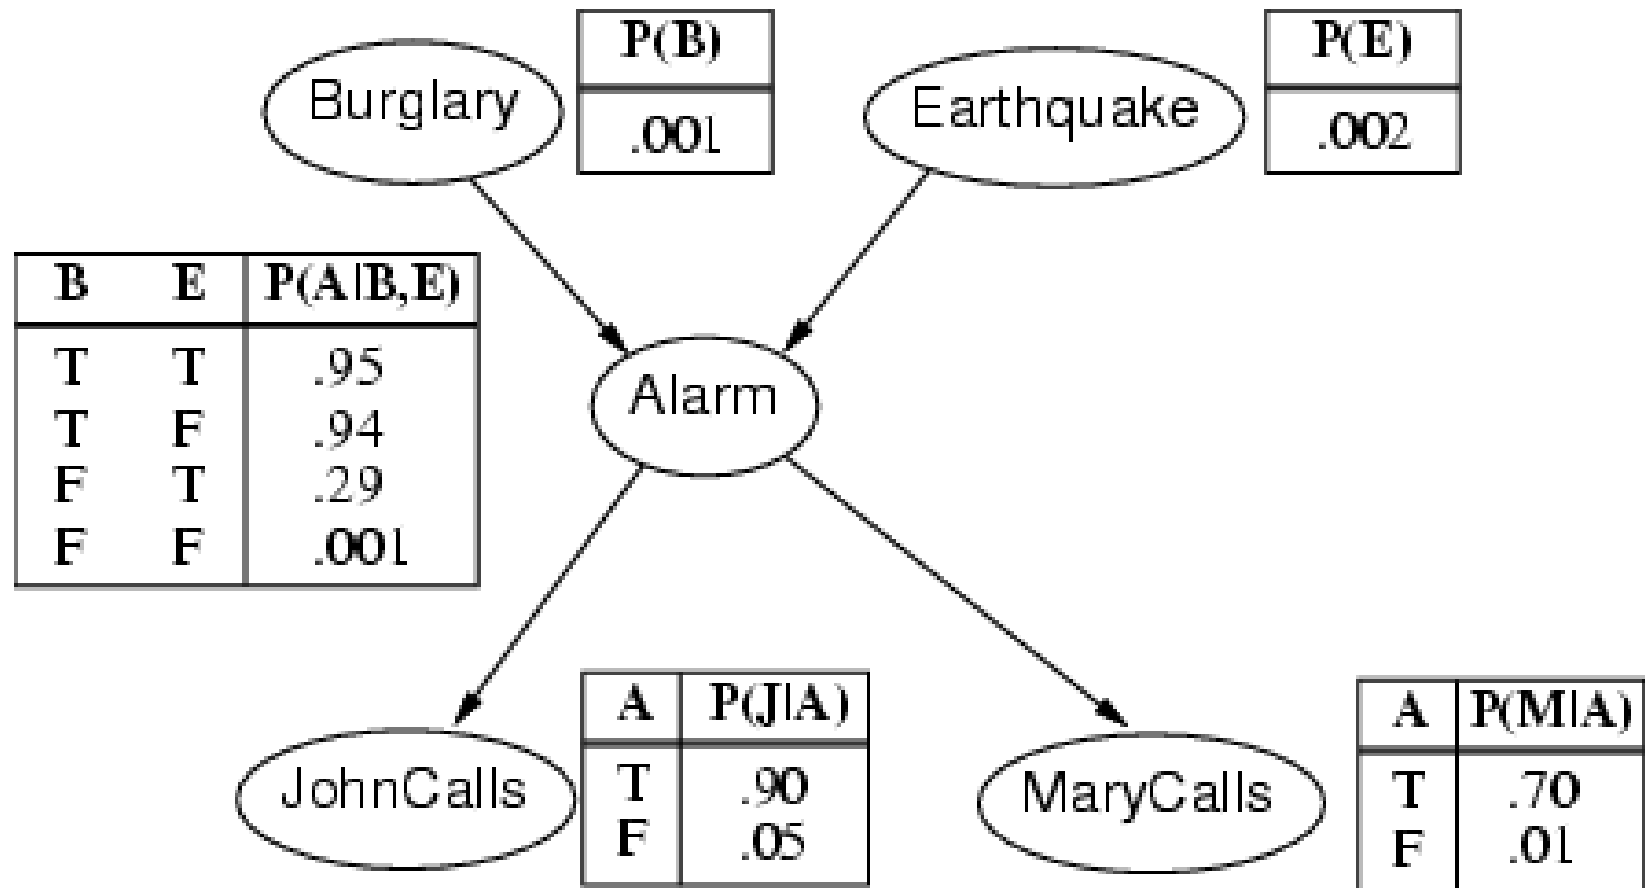 Burglary
P(B)
.001
Earthquake
P(E)
.002
B E P(A|B,E)
T T .95
T F .94
F T .29
F F .001
Alarm
JohnCalls
A P(J|A)
T .90
F .05
MaryCalls
A P(M|A)
T .70
F .01